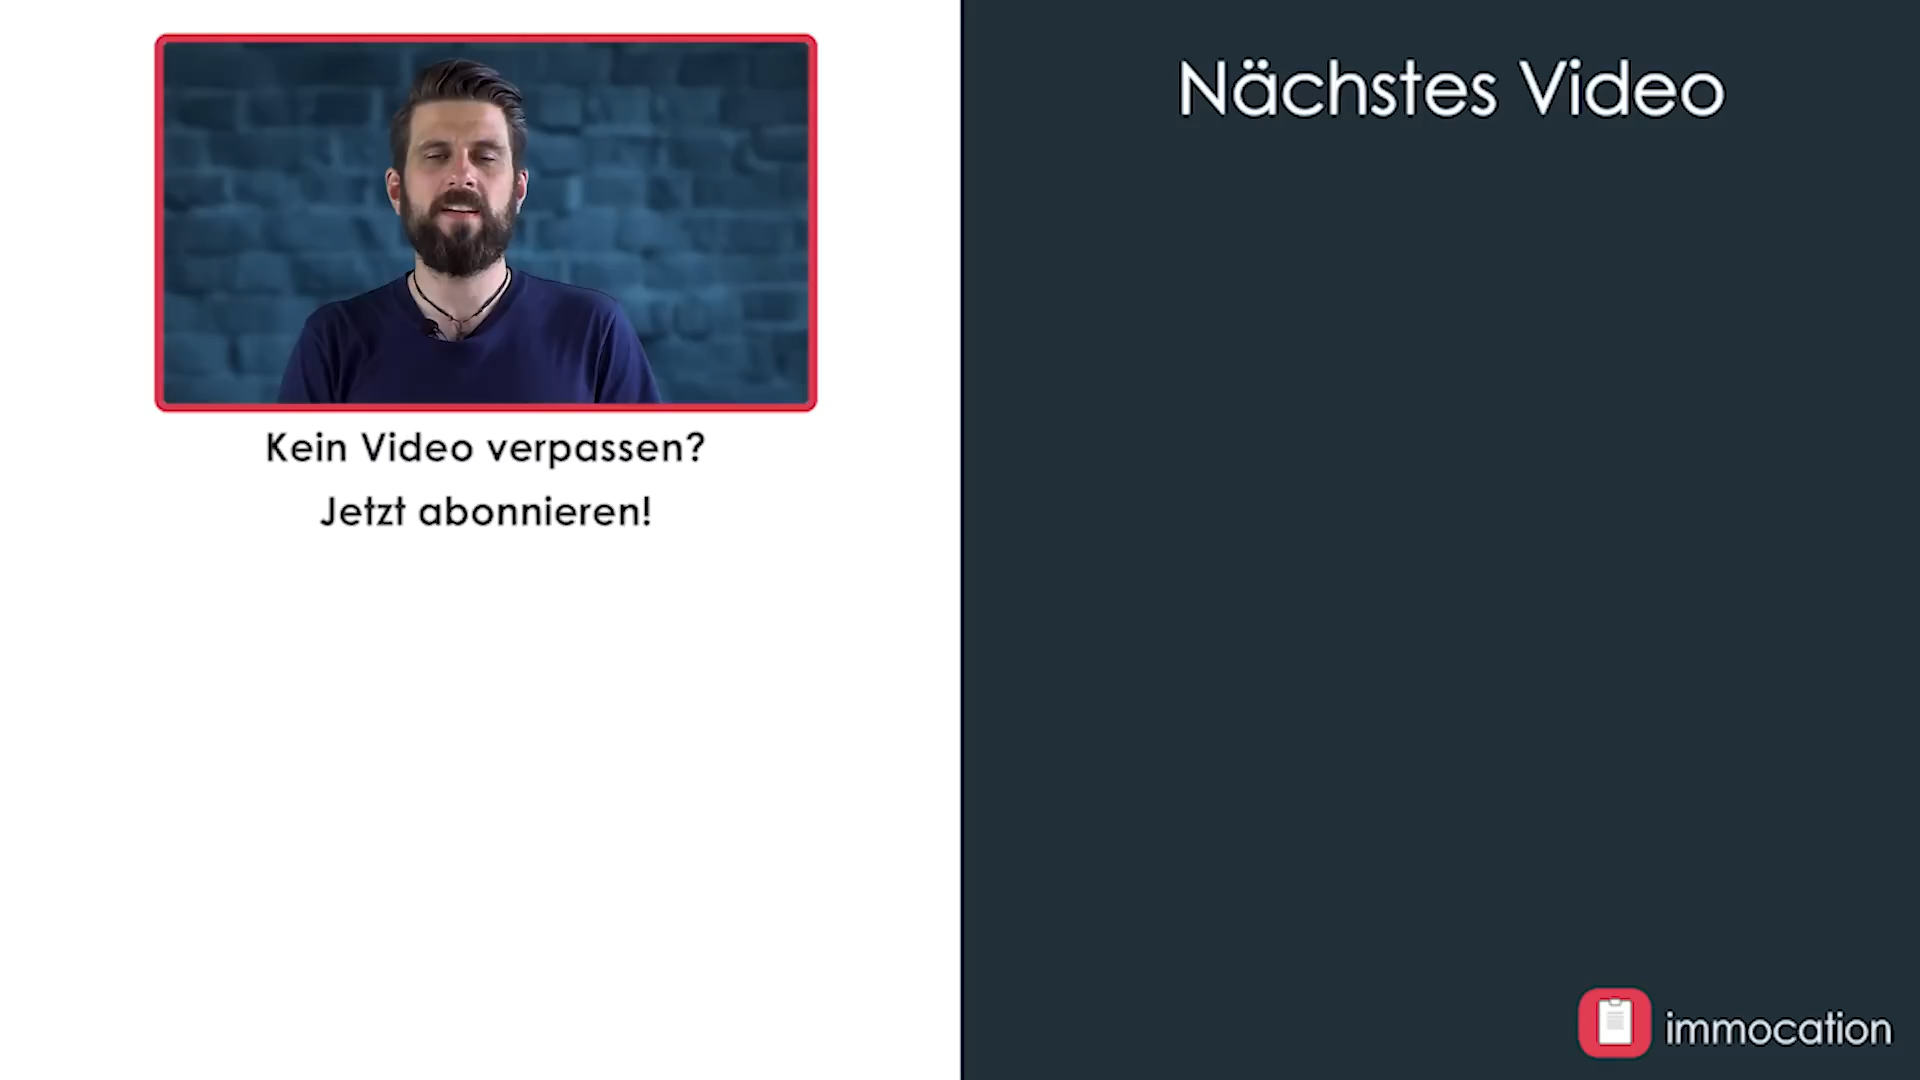 Kein Video verpassen?
Jetzt abonnieren!
Nächstes Video
immocation